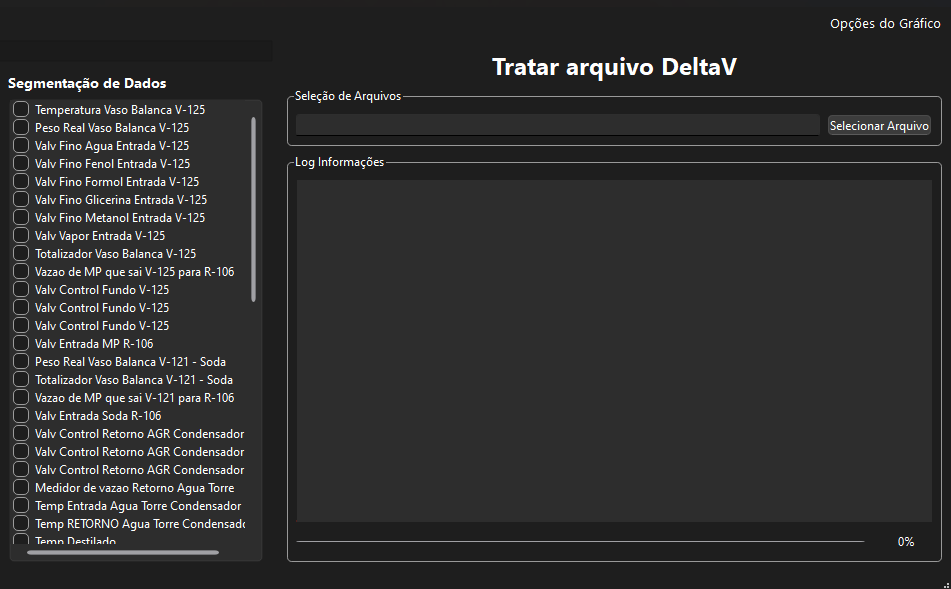 Opções do Gráfico
Tratar arquivo DeltaV
Segmentação de Dados
Temperatura Vaso Balanca V-125
Peso Real Vaso Balanca V-125
Valv Fino Agua Entrada V-125
Valv Fino Fenol Entrada V-125
Valv Fino Formol Entrada V-125
Valv Fino Glicerina Entrada V-125
Valv Fino Metanol Entrada V-125
Valv Vapor Entrada V-125
Totalizador Vaso Balanca V-125
Vazao de MP que sai V-125 para R-106
Valv Control Fundo V-125
Valv Control Fundo V-125
Valv Control Fundo V-125
Valv Entrada MP R-106
Peso Real Vaso Balanca V-121 - Soda
Totalizador Vaso Balanca V-121 - Soda
Vazao de MP que sai V-121 para R-106
Valv Entrada Soda R-106
Valv Control Retorno AGR Condensador
Valv Control Retorno AGR Condensador
Valv Control Retorno AGR Condensador
Medidor de vazao Retorno Agua Torre
Temp Entrada Agua Torre Condensador
Temp RETORNO Agua Torre Condensadc
Temp Destilado
Seleção de Arquivos
Selecionar Arquivo
Log Informações
0%